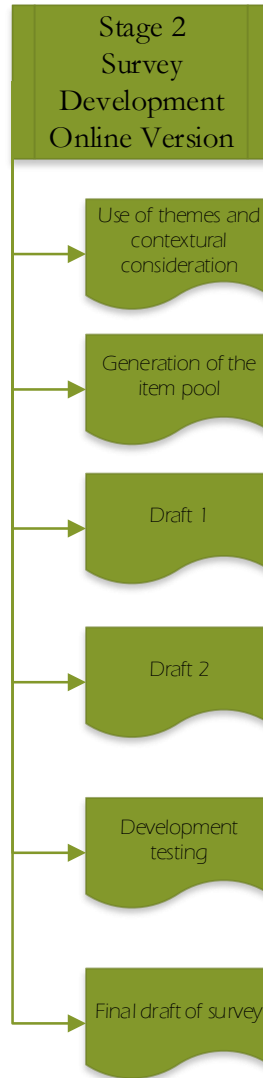 Stage 2
Survey
Development
Online Version
Use of themes and
contextural
consideration
Generation of the
item pool
Draft 1
Draft 2
Development
testing
Final draft of survey